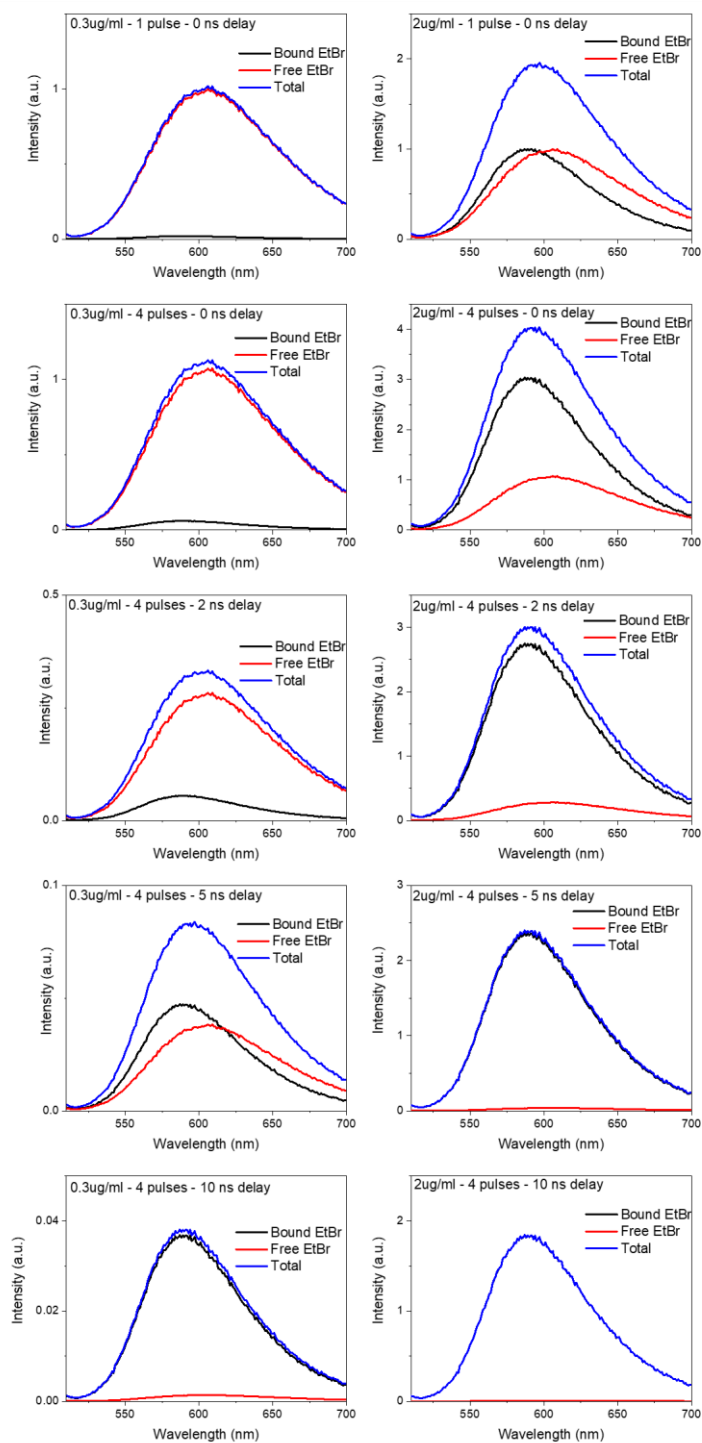 0.3ug/ml - 1 pulse - 0 ns delay
Bound EtBr
Free EtBr
Total
Intensity (a.u.)
1
0
550 600 650 700
Wavelength (nm)
2ug/ml - 1 pulse - 0 ns delay
Bound EtBr
Free EtBr
Total
Intensity (a.u.)
2
1
0
550 600 650 700
Wavelength (nm)
0.3ug/ml - 4 pulses - 0 ns delay
Bound EtBr
Free EtBr
Total
Intensity (a.u.)
1
0
550 600 650 700
Wavelength (nm)
2ug/ml - 4 pulses - 0 ns delay
Bound EtBr
Free EtBr
Total
Intensity (a.u.)
4
3
2
1
0
550 600 650 700
Wavelength (nm)
0.3ug/ml - 4 pulses - 2 ns delay
Bound EtBr
Free EtBr
Total
Intensity (a.u.)
0.5
0.0
550 600 650 700
Wavelength (nm)
2ug/ml - 4 pulses - 2 ns delay
Bound EtBr
Free EtBr
Total
Intensity (a.u.)
3
2
1
0
550 600 650 700
Wavelength (nm)
0.3ug/ml - 4 pulses - 5 ns delay
Bound EtBr
Free EtBr
Total
Intensity (a.u.)
0.1
0.0
550 600 650 700
Wavelength (nm)
2ug/ml - 4 pulses - 5 ns delay
Bound EtBr
Free EtBr
Total
Intensity (a.u.)
3
2
1
0
550 600 650 700
Wavelength (nm)
0.3ug/ml - 4 pulses - 10 ns delay
Bound EtBr
Free EtBr
Total
Intensity (a.u.)
0.04
0.02
0.00
550 600 650 700
Wavelength (nm)
2ug/ml - 4 pulses - 10 ns delay
Bound EtBr
Free EtBr
Total
Intensity (a.u.)
2
1
0
550 600 650 700
Wavelength (nm)